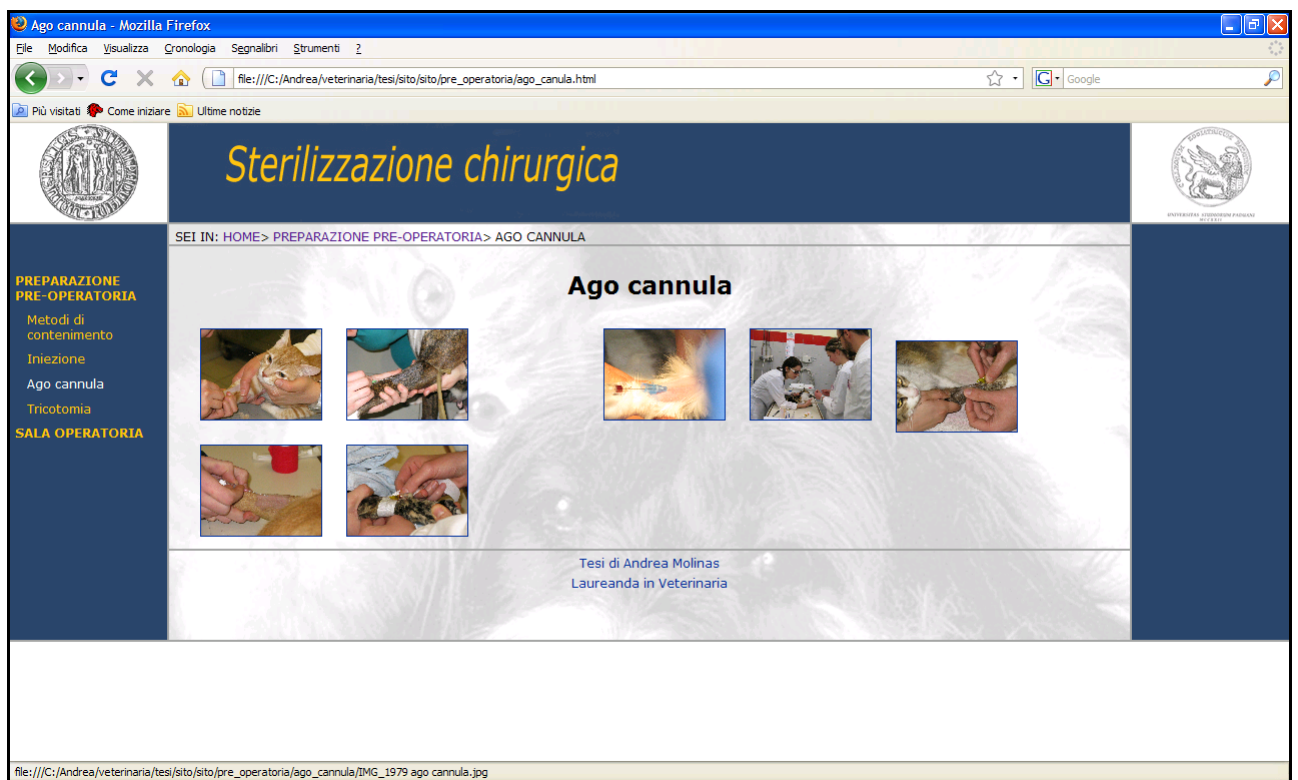 Ago cannula - Mozilla Firefox
File Modifica Visualizza Cronologia Segnalibri Strumenti ?
file:///C:/Andrea/veterinaria/tesi/sito/sito/pre_operatoria/ago_canula.html
Google
Più visitati Come iniziare Ultime notizie
Sterilizzazione chirurgica
SEI IN: HOME> PREPARAZIONE PRE-OPERATORIA> AGO CANNULA
PREPARAZIONE
PRE-OPERATORIA
Metodi di
contenimento
Iniezione
Ago cannula
Tricotomia
SALA OPERATORIA
Ago cannula
Tesi di Andrea Molinas
Laureanda in Veterinaria
file:///C:/Andrea/veterinaria/tesi/sito/sito/pre_operatoria/ago_cannula/IMG_1979 ago cannula.jpg